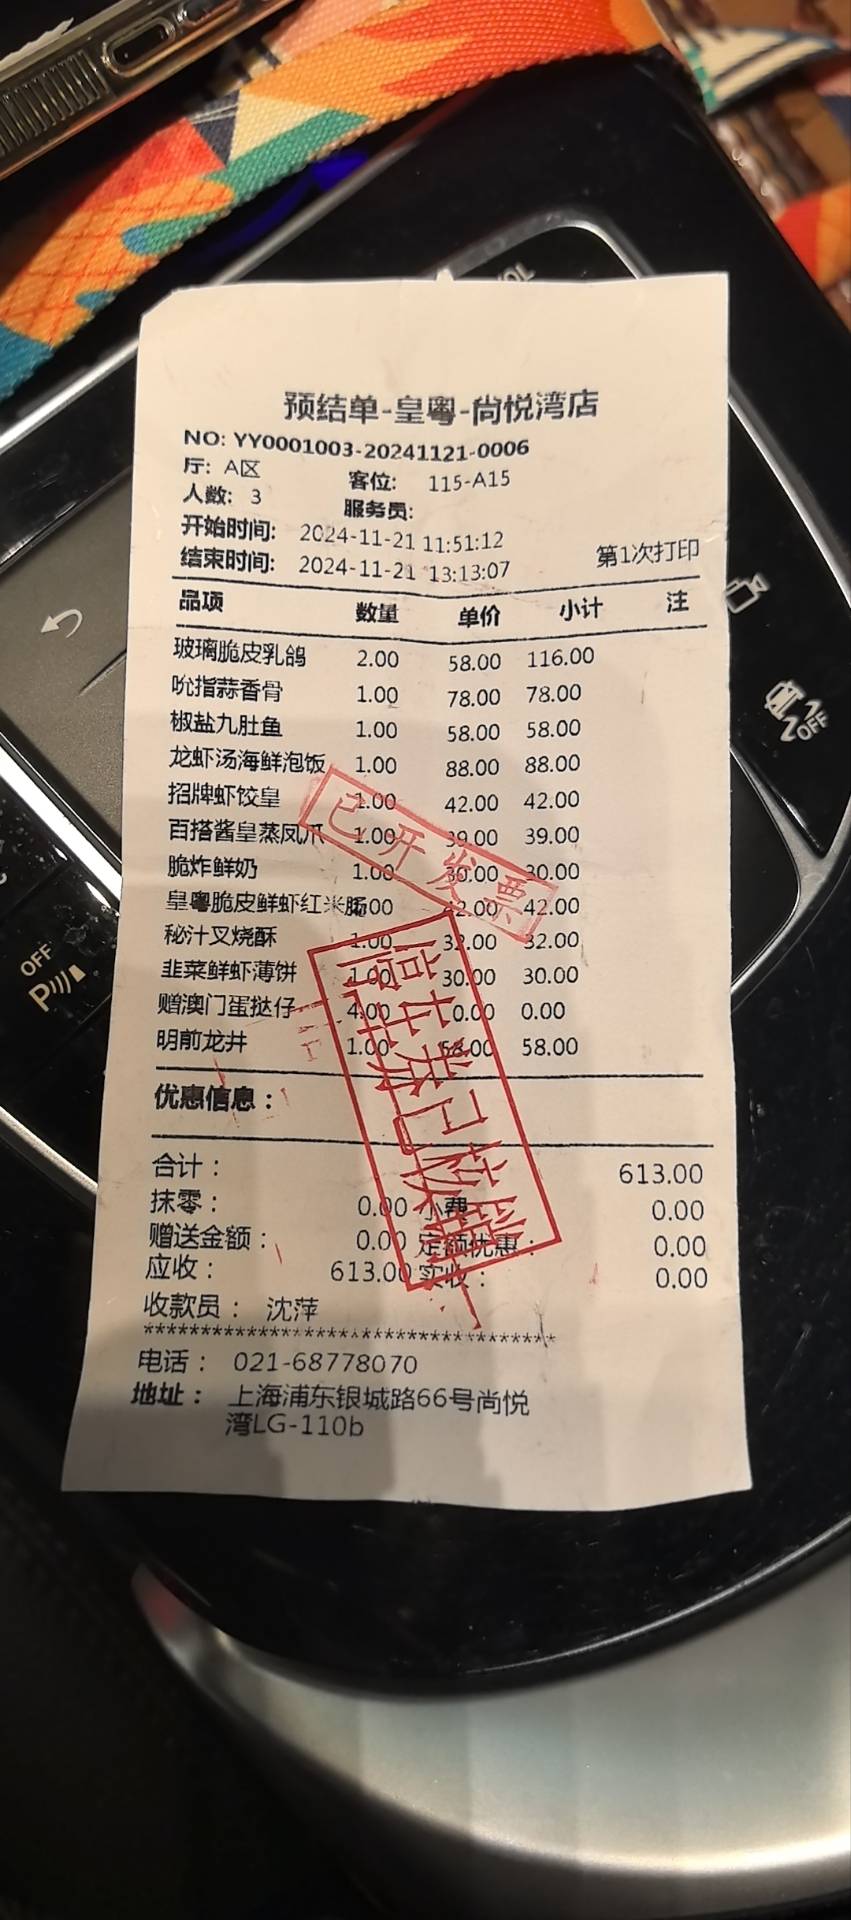 预结单-皇粤-尚悦湾店
NO: YY0001003-20241121-0006
厅: A区 客位: 115-A15
人数: 3 服务员:
开始时间: 2024-11-21 11:51:12
结束时间: 2024-11-21 13:13:07 第1次打印
品项 数量 单价 小计 注
玻璃脆皮乳鸽 2.00 58.00 116.00
吮指蒜香骨 1.00 78.00 78.00
椒盐九肚鱼 1.00 58.00 58.00
龙虾汤海鲜泡饭 1.00 88.00 88.00
招牌虾饺皇 1.00 42.00 42.00
百搭酱皇蒸凤爪 1.00 39.00 39.00
脆炸鲜奶 1.00 30.00 30.00
皇粤脆皮鲜虾红米肠 .00 42.00 42.00
秘汁叉烧酥 1.00 32.00 32.00
韭菜鲜虾薄饼 1.00 30.00 30.00
赠澳门蛋挞仔 4.00 0.00 0.00
明前龙井 1.00 58.00 58.00
已开发票
优惠信息:
合计: 613.00
抹零: 0.00 小费 0.00
赠送金额: 0.00 定额优惠: 0.00
应收: 613.00 实收: 0.00
收款员: 沈萍
****************************************
电话: 021-68778070
地址: 上海浦东银城路66号尚悦
湾LG-110b
OFF
P
OFF